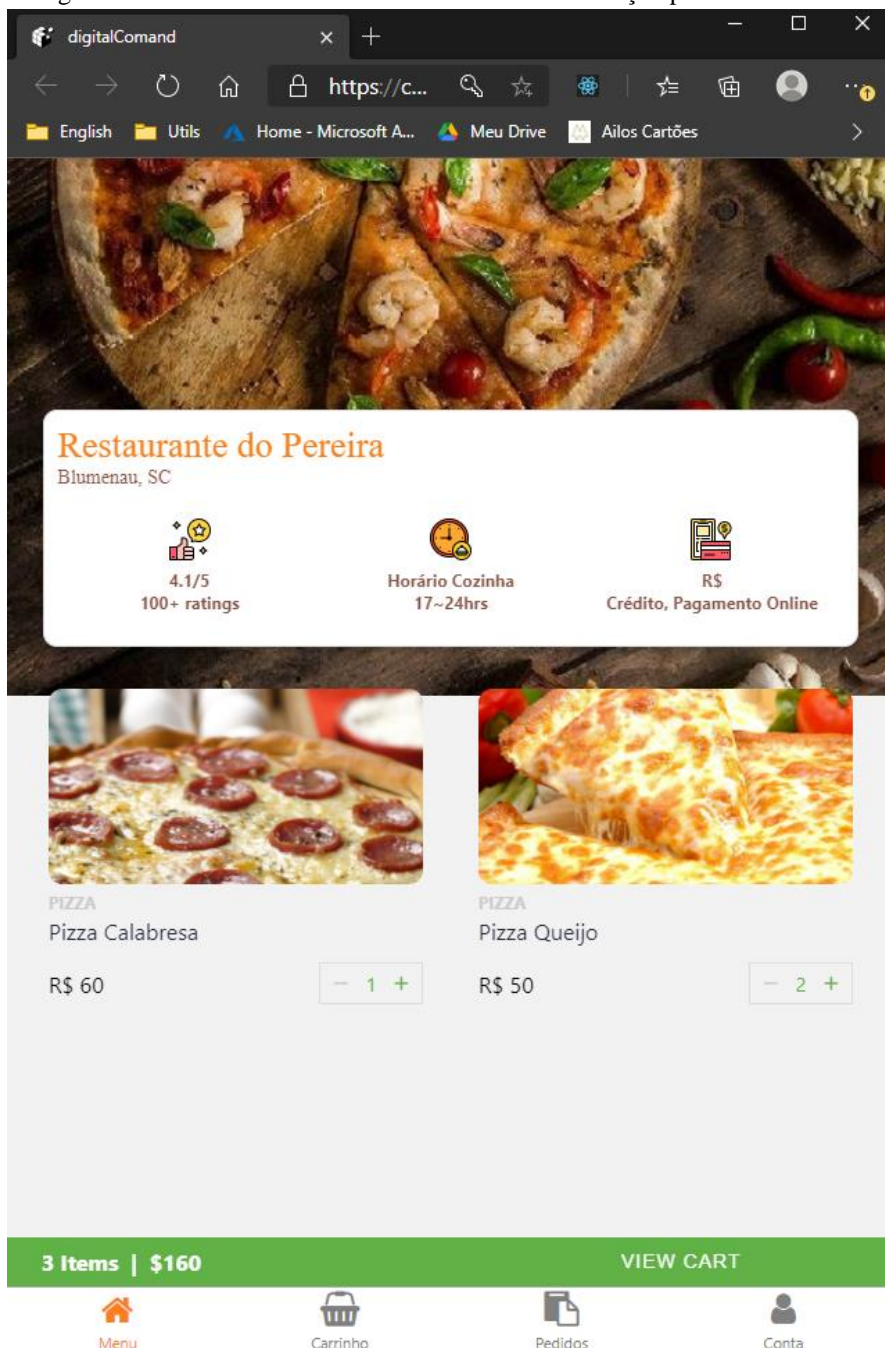 digitalComand
https://c...
English
Utils
Home - Microsoft A...
Meu Drive
Ailos Cartões
Restaurante do Pereira
Blumenau, SC
4.1/5
100+ ratings
Horário Cozinha
17~24hrs
R$
Crédito, Pagamento Online
PIZZA
Pizza Calabresa
R$ 60
− 1 +
PIZZA
Pizza Queijo
R$ 50
− 2 +
3 Items | $160
VIEW CART
Menu
Carrinho
Pedidos
Conta